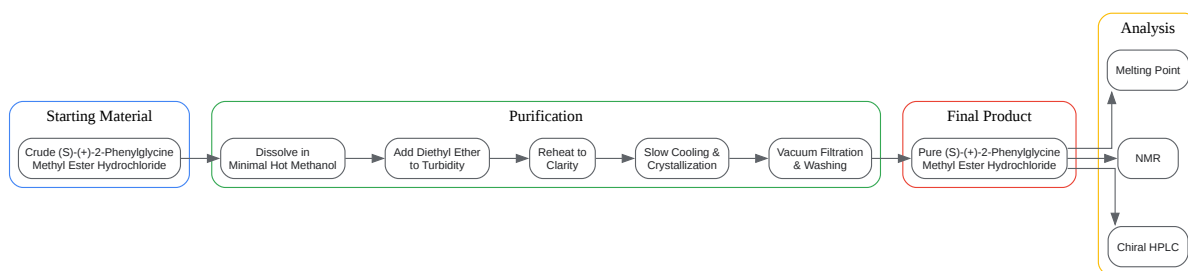 Starting Material
Crude (S)-(+)-2-Phenylglycine
Methyl Ester Hydrochloride
Purification
Dissolve in
Minimal Hot Methanol
Add Diethyl Ether
to Turbidity
Reheat to
Clarity
Slow Cooling &
Crystallization
Vacuum Filtration
& Washing
Final Product
Pure (S)-(+)-2-Phenylglycine
Methyl Ester Hydrochloride
Analysis
Melting Point
NMR
Chiral HPLC